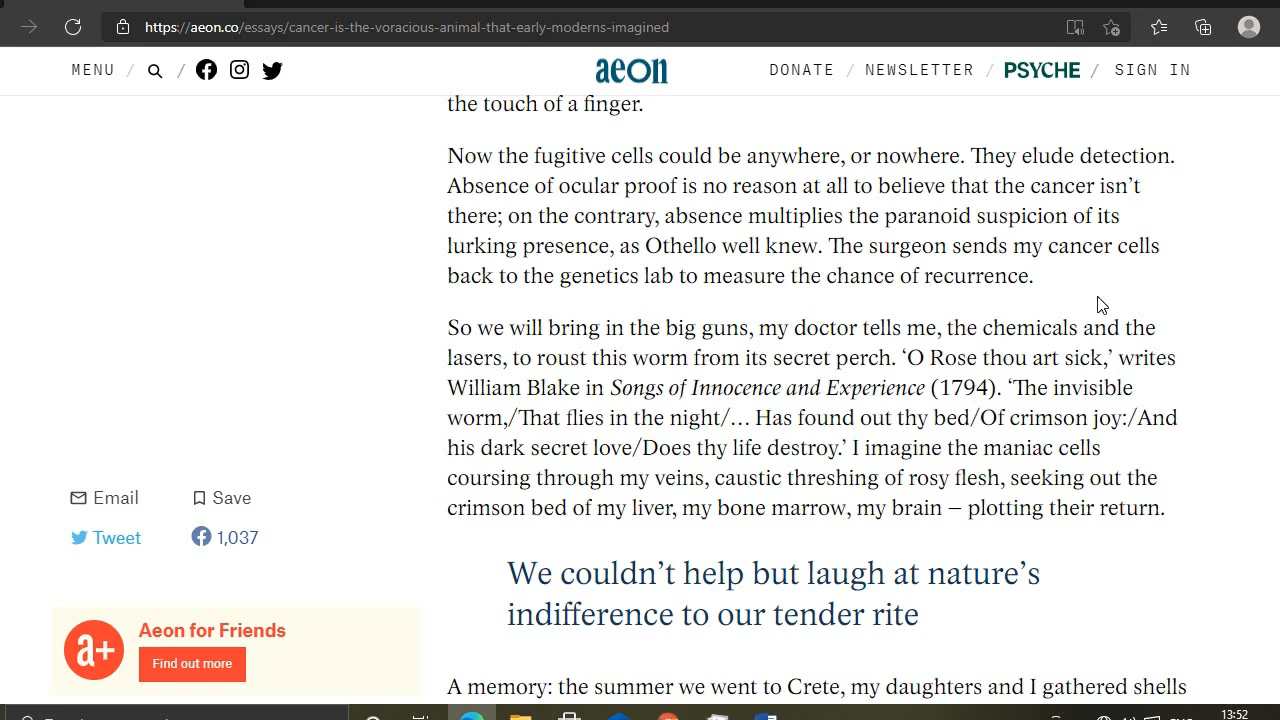 https://aeon.co/essays/cancer-is-the-voracious-animal-that-early-moderns-imagined
MENU / / aeon DONATE / NEWSLETTER / PSYCHE / SIGN IN
the touch of a finger.
Now the fugitive cells could be anywhere, or nowhere. They elude detection.
Absence of ocular proof is no reason at all to believe that the cancer isn’t
there; on the contrary, absence multiplies the paranoid suspicion of its
lurking presence, as Othello well knew. The surgeon sends my cancer cells
back to the genetics lab to measure the chance of recurrence.
So we will bring in the big guns, my doctor tells me, the chemicals and the
lasers, to roust this worm from its secret perch. ‘O Rose thou art sick,’ writes
William Blake in Songs of Innocence and Experience (1794). ‘The invisible
worm,/That flies in the night/… Has found out thy bed/Of crimson joy:/And
his dark secret love/Does thy life destroy.’ I imagine the maniac cells
coursing through my veins, caustic threshing of rosy flesh, seeking out the
crimson bed of my liver, my bone marrow, my brain – plotting their return.
Email Save
Tweet 1,037
We couldn’t help but laugh at nature’s
indifference to our tender rite
a+ Aeon for Friends
Find out more
A memory: the summer we went to Crete, my daughters and I gathered shells
13:52